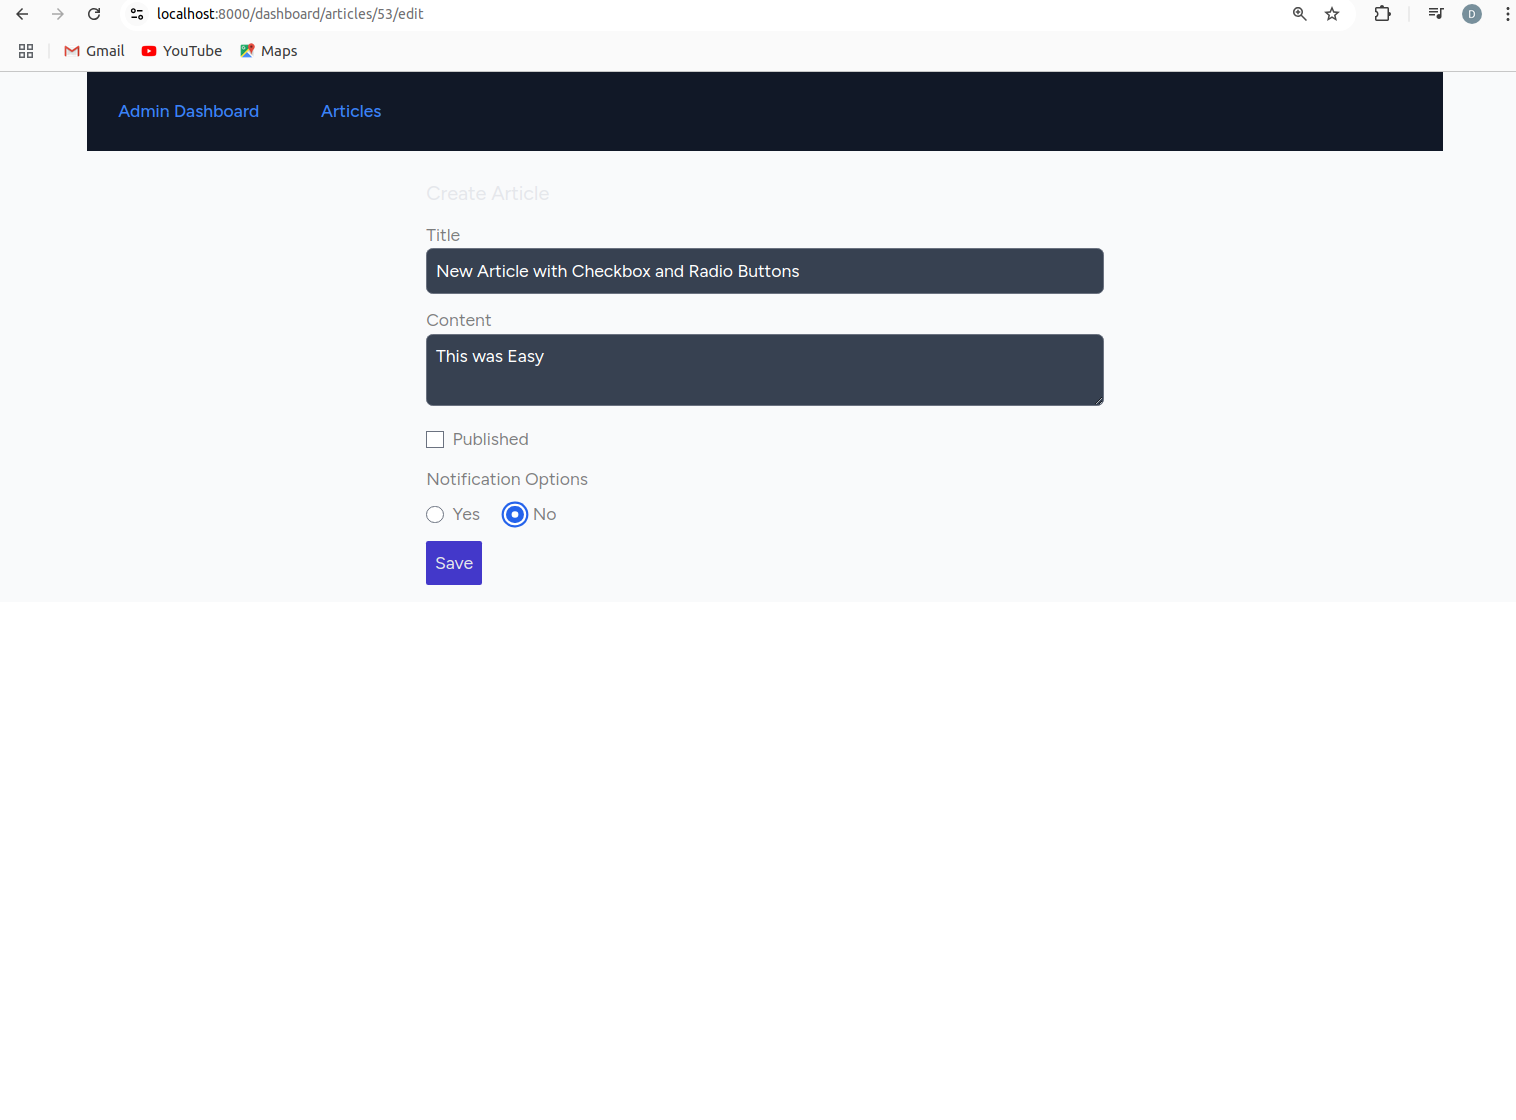 localhost:8000/dashboard/articles/53/edit
D
Gmail YouTube Maps
Admin Dashboard Articles
Create Article
Title
New Article with Checkbox and Radio Buttons
Content
This was Easy
Published
Notification Options
Yes No
Save